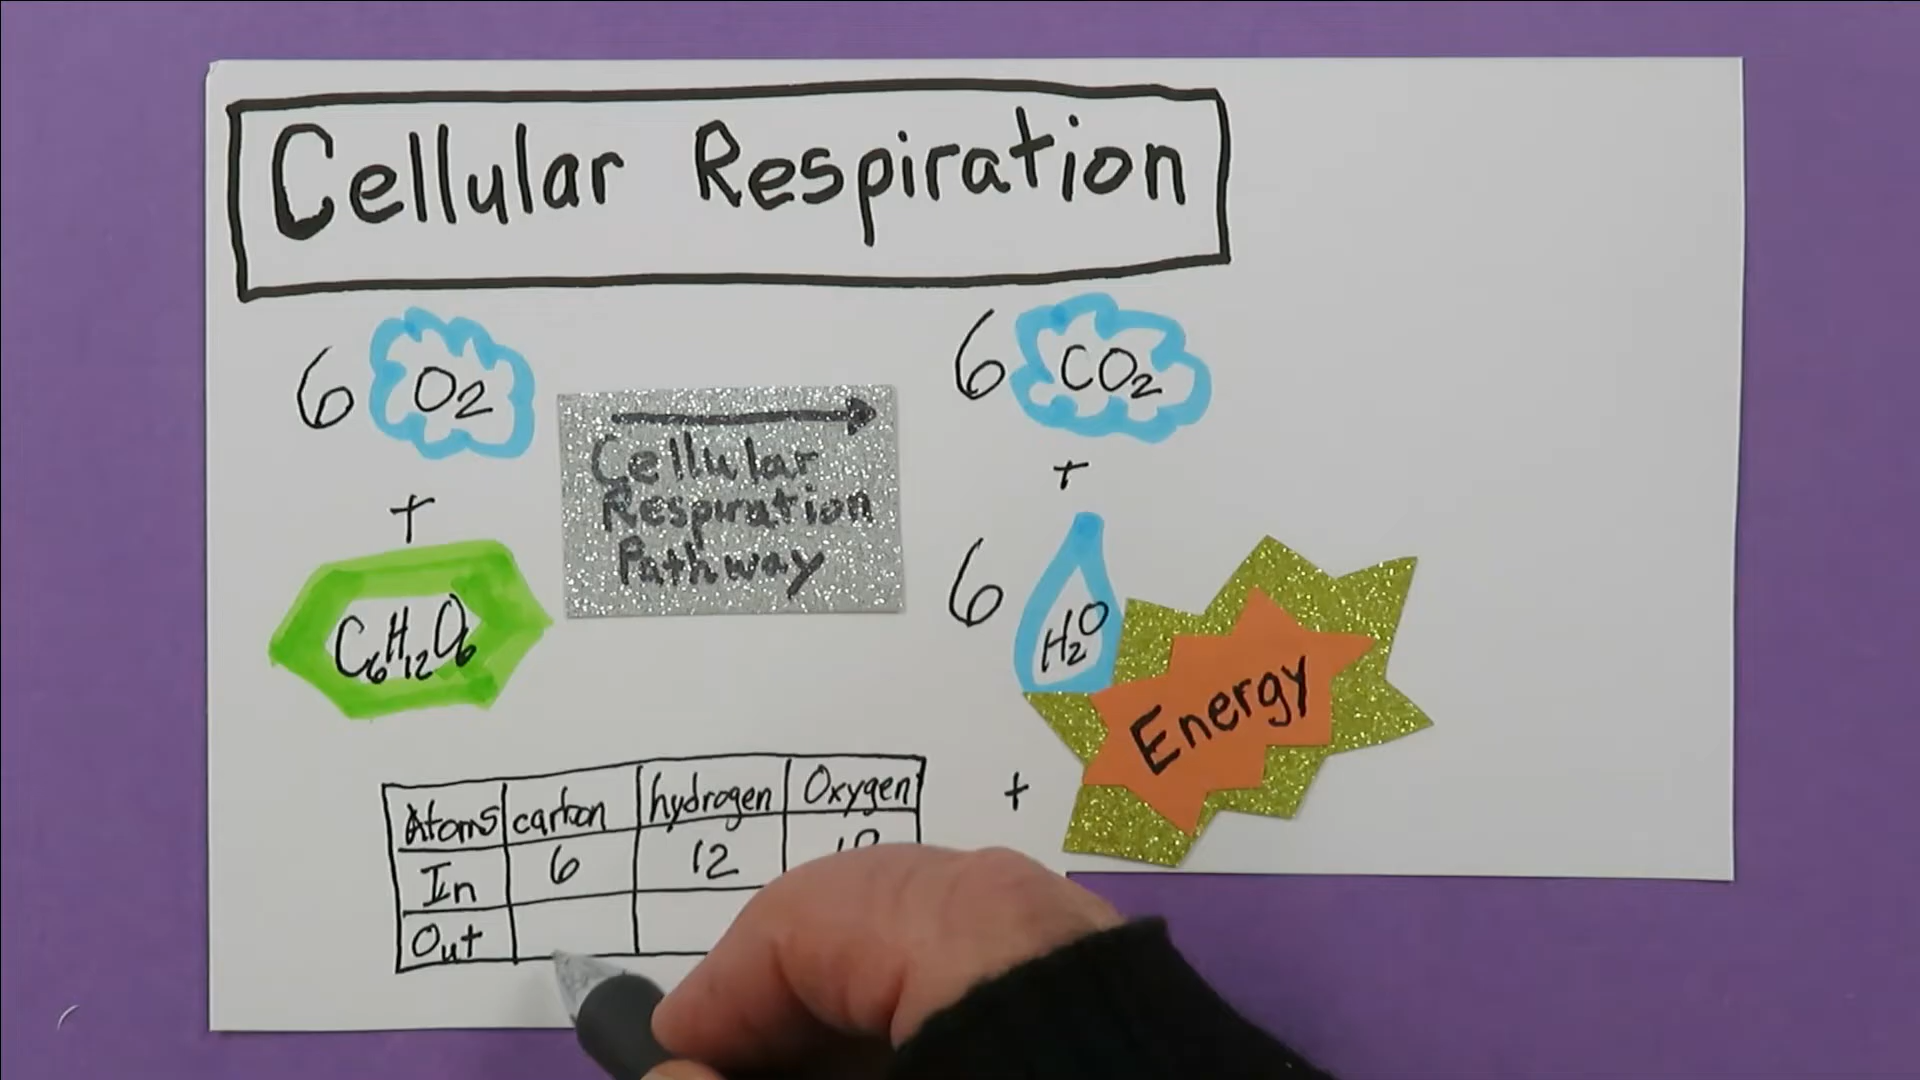 Cellular Respiration
6 O2
+
C6H12O6
Cellular
Respiration
Pathway
6 CO2
+
6 H2O
+
Energy
Atoms carbon hydrogen Oxygen
In 6 12
Out